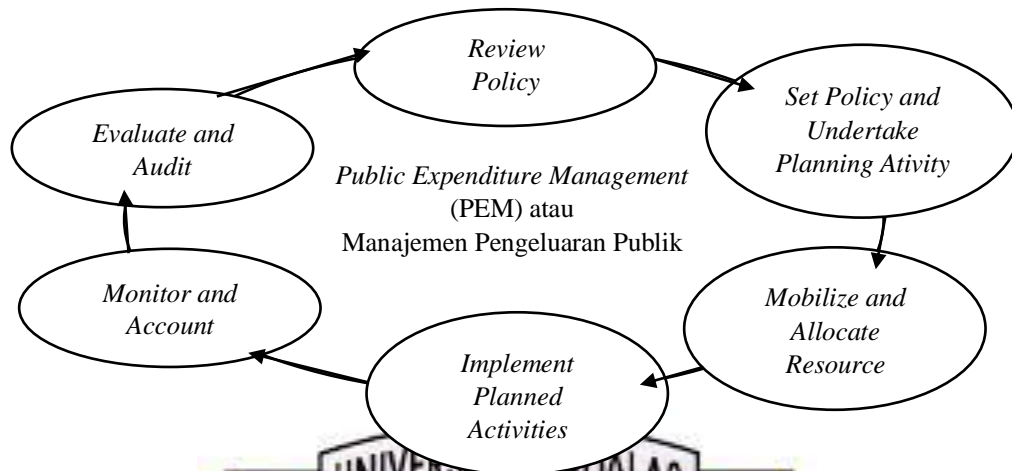 Review
Policy
Set Policy and
Undertake
Planning Ativity
Evaluate and
Audit
Public Expenditure Management
(PEM) atau
Manajemen Pengeluaran Publik
Monitor and
Account
Mobilize and
Allocate
Resource
Implement
Planned
Activities